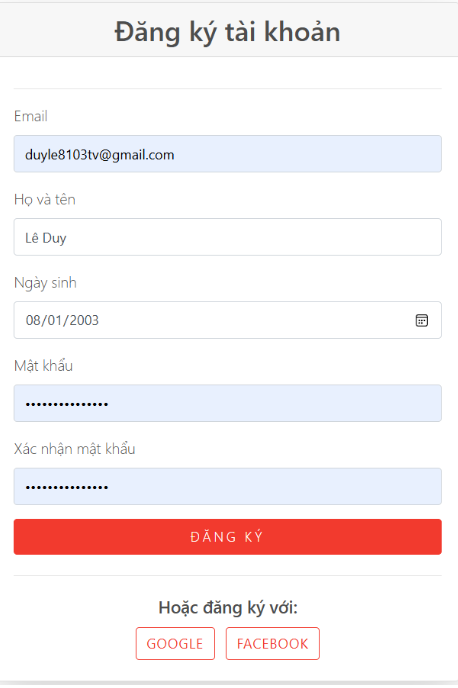 Đăng ký tài khoản
Email
duyle8103tv@gmail.com
Họ và tên
Lê Duy
Ngày sinh
08/01/2003
Mật khẩu
•••••••••••••••
Xác nhận mật khẩu
•••••••••••••••
ĐĂNG KÝ
Hoặc đăng ký với:
GOOGLE FACEBOOK